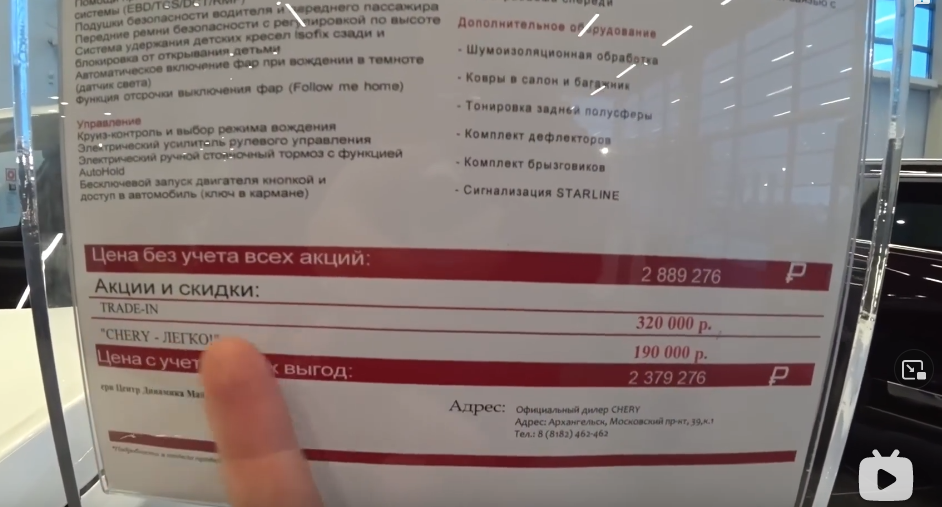 системы (EBD/TCS/
Подушки безопасности водителя и переднего пассажира
Передние ремни безопасности с регулировкой по высоте
Система удержания детских кресел Isofix сзади и
блокировка от открывания детьми
Автоматическое включение фар при вождении в темноте
(датчик света)
Функция отсрочки выключения фар (Follow me home)
Управление
Круиз-контроль и выбор режима вождения
Электрический усилитель рулевого управления
Электрический ручной стояночный тормоз с функцией
AutoHold
Бесключевой запуск двигателя кнопкой и
доступ в автомобиль (ключ в кармане)
Дополнительное оборудование
- Шумоизоляционная обработка
- Ковры в салон и багажник
- Тонировка задней полусферы
- Комплект дефлекторов
- Комплект брызговиков
- Сигнализация STARLINE
Цена без учета всех акций: 2 889 276 ₽
Акции и скидки:
TRADE-IN 320 000 р.
"CHERY - ЛЕГКО!" 190 000 р.
Цена с учет х выгод: 2 379 276 ₽
Центр Динамика
Адрес: Официальный дилер CHERY
Адрес: Архангельск, Московский пр-кт, 39,к.1
Тел.: 8 (8182) 462-462